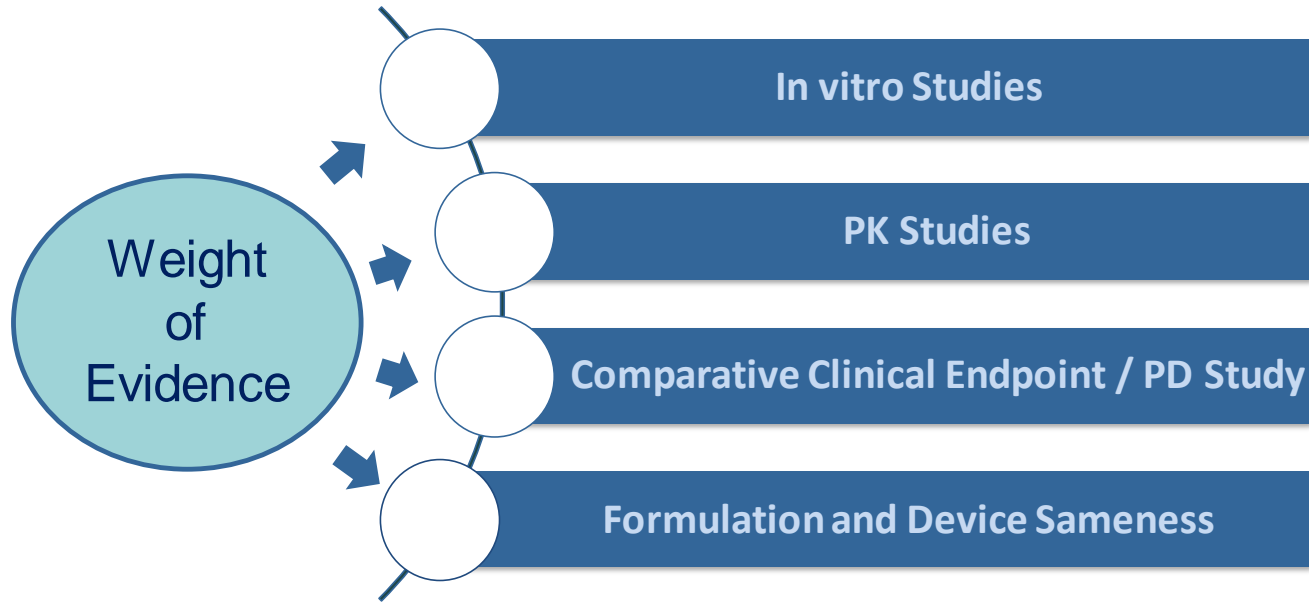 Weight
of
Evidence
In vitro Studies
PK Studies
Comparative Clinical Endpoint / PD Study
Formulation and Device Sameness